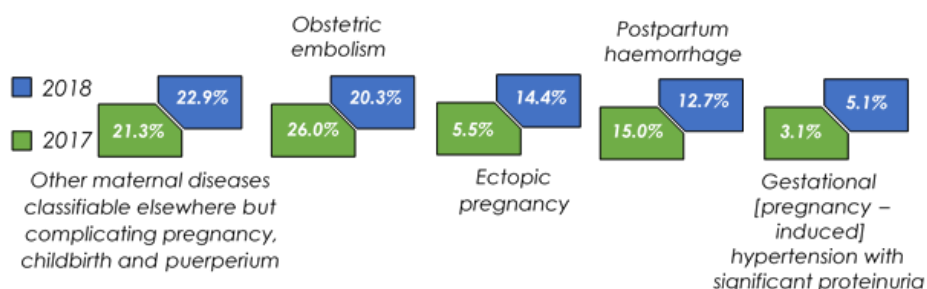 Obstetric
embolism
Postpartum
haemorrhage
2018
22.9%
20.3%
14.4%
12.7%
5.1%
2017
21.3%
26.0%
5.5%
15.0%
3.1%
Other maternal diseases
classifiable elsewhere but
complicating pregnancy,
childbirth and puerperium
Ectopic
pregnancy
Gestational
[pregnancy –
induced]
hypertension with
significant proteinuria